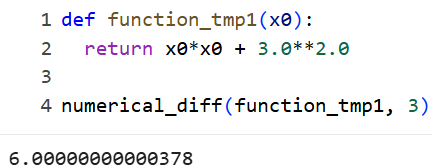 1 def function_tmp1(x0):
2   return x0*x0 + 3.0**2.0
3
4 numerical_diff(function_tmp1, 3)
6.00000000000378